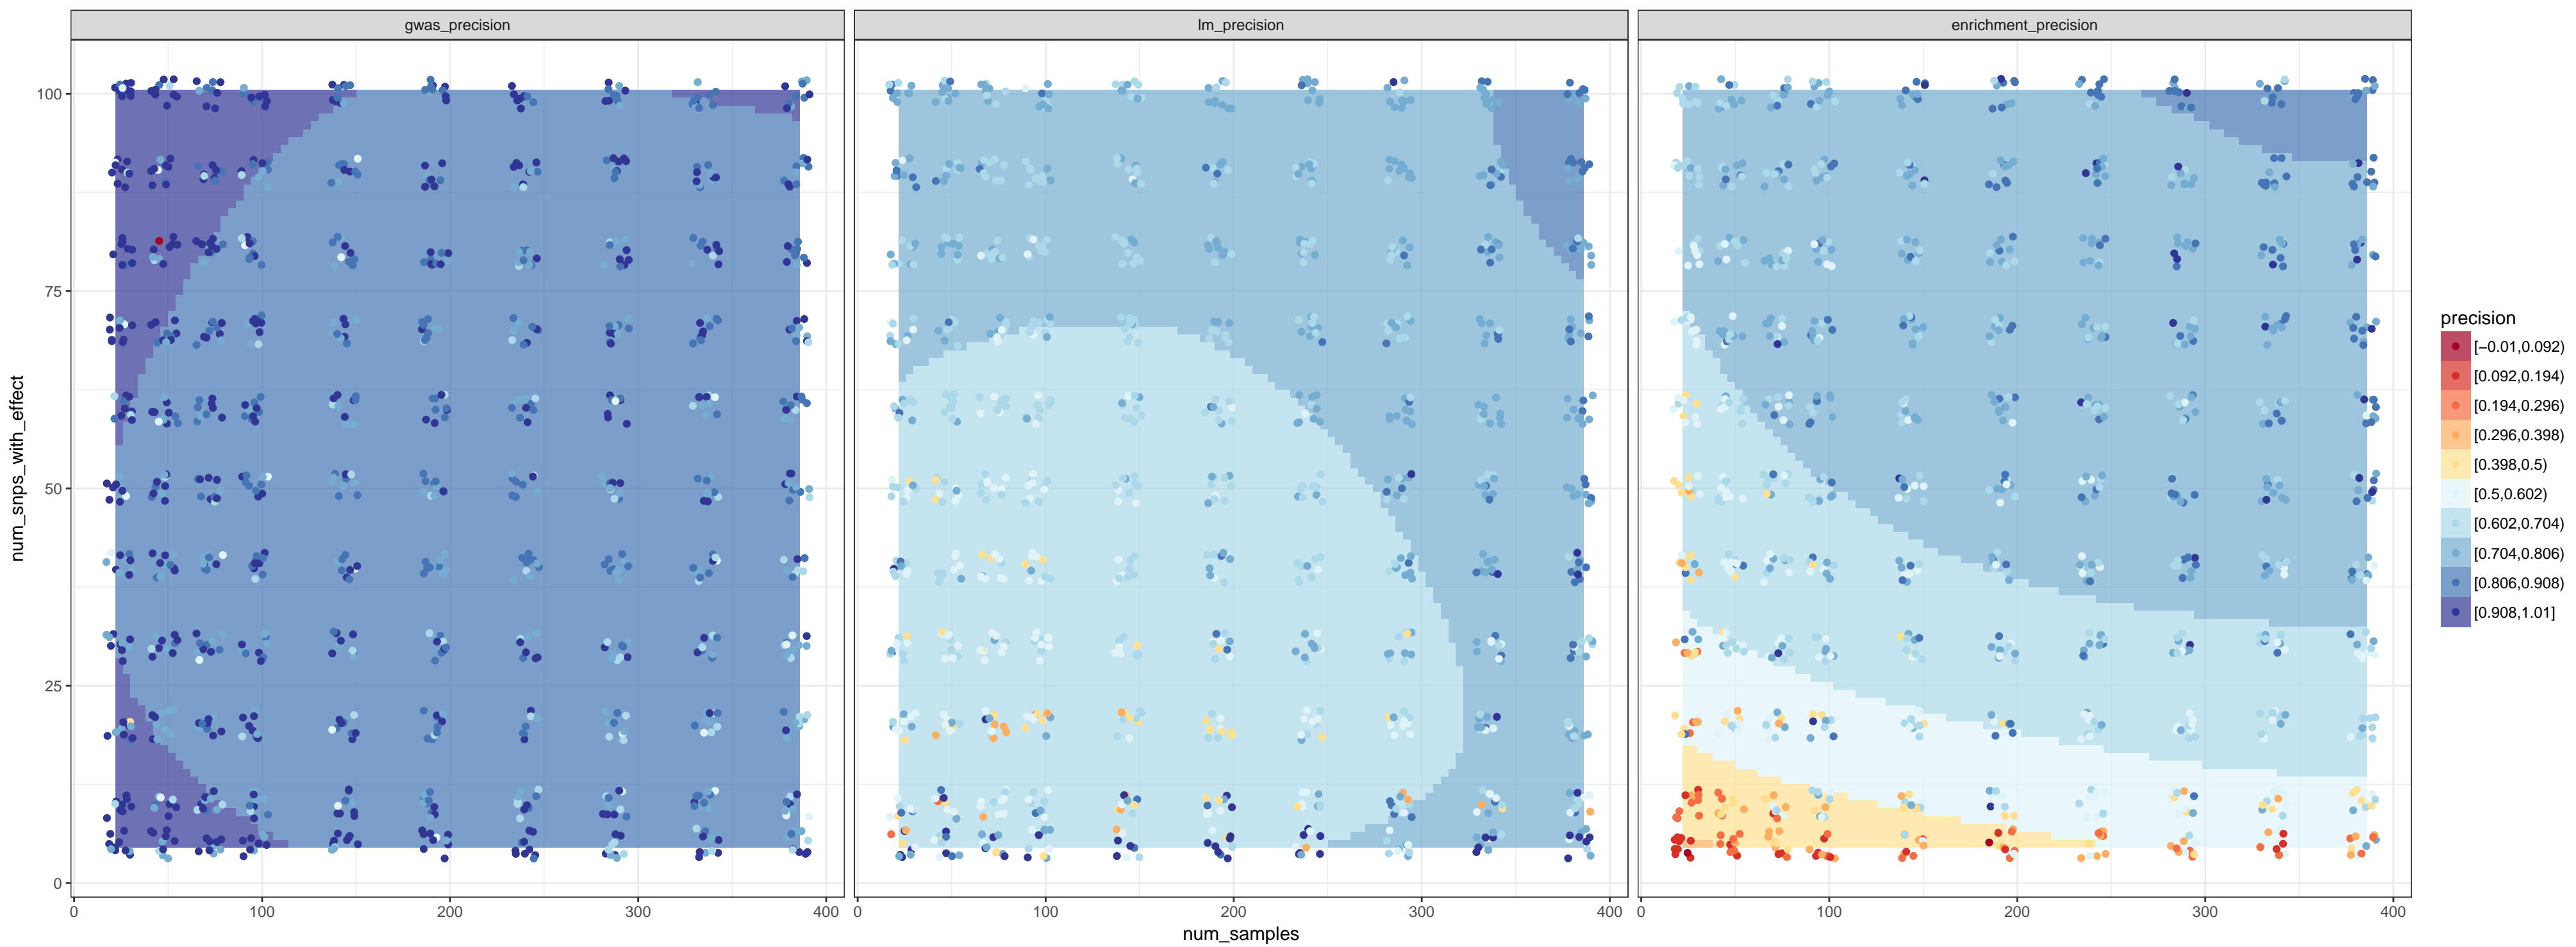 gwas_precision
lm_precision
enrichment_precision
num_snps_with_effect
100
75
50
25
0
0 100 200 300 400
0 100 200 300 400
0 100 200 300 400
num_samples
precision
[−0.01,0.092)
[0.092,0.194)
[0.194,0.296)
[0.296,0.398)
[0.398,0.5)
[0.5,0.602)
[0.602,0.704)
[0.704,0.806)
[0.806,0.908)
[0.908,1.01]